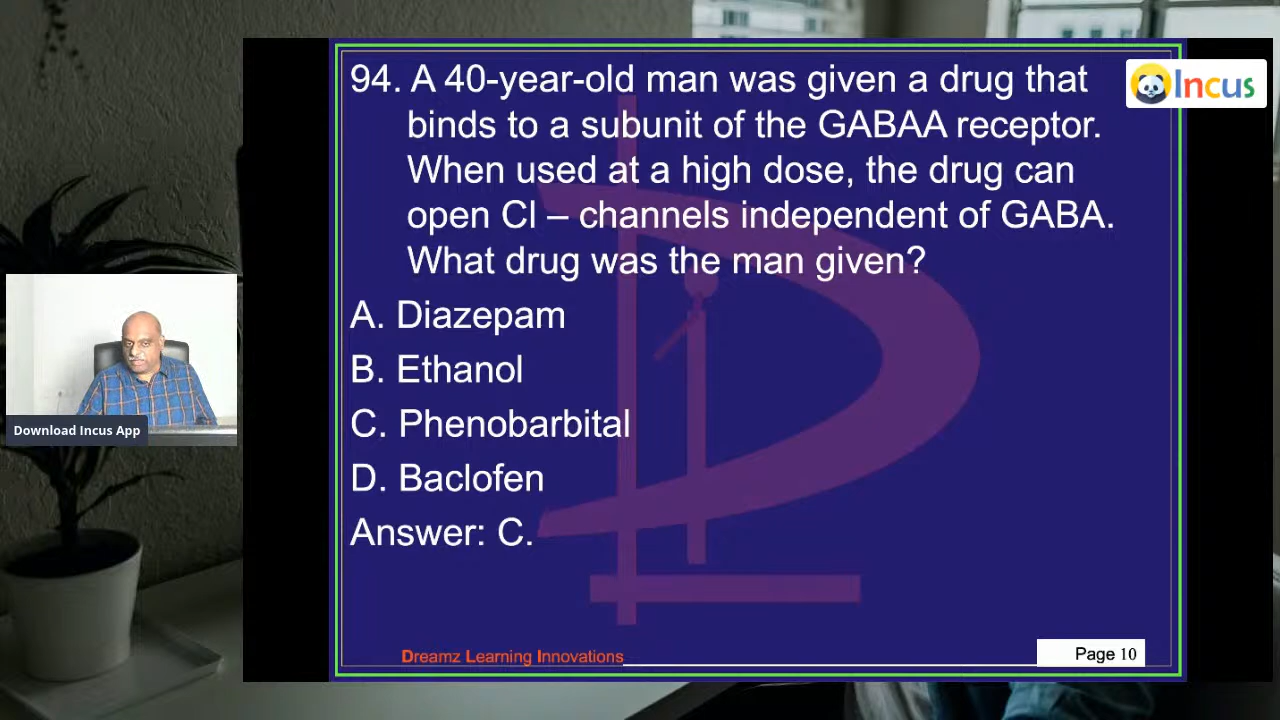 94. A 40-year-old man was given a drug that
binds to a subunit of the GABAA receptor.
When used at a high dose, the drug can
open Cl – channels independent of GABA.
What drug was the man given?
A. Diazepam
B. Ethanol
C. Phenobarbital
D. Baclofen
Answer: C.
Dreamz Learning Innovations
Page 10
Incus
Download Incus App